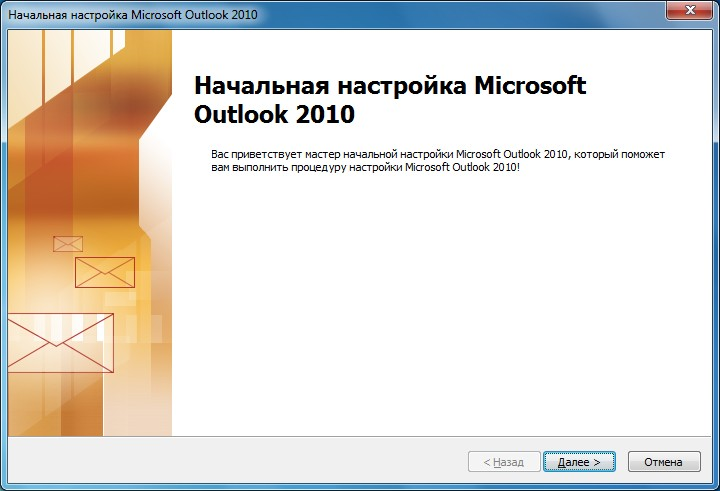 Начальная настройка Microsoft Outlook 2010
Начальная настройка Microsoft
Outlook 2010
Вас приветствует мастер начальной настройки Microsoft Outlook 2010, который поможет
вам выполнить процедуру настройки Microsoft Outlook 2010!
< Назад
Далее >
Отмена